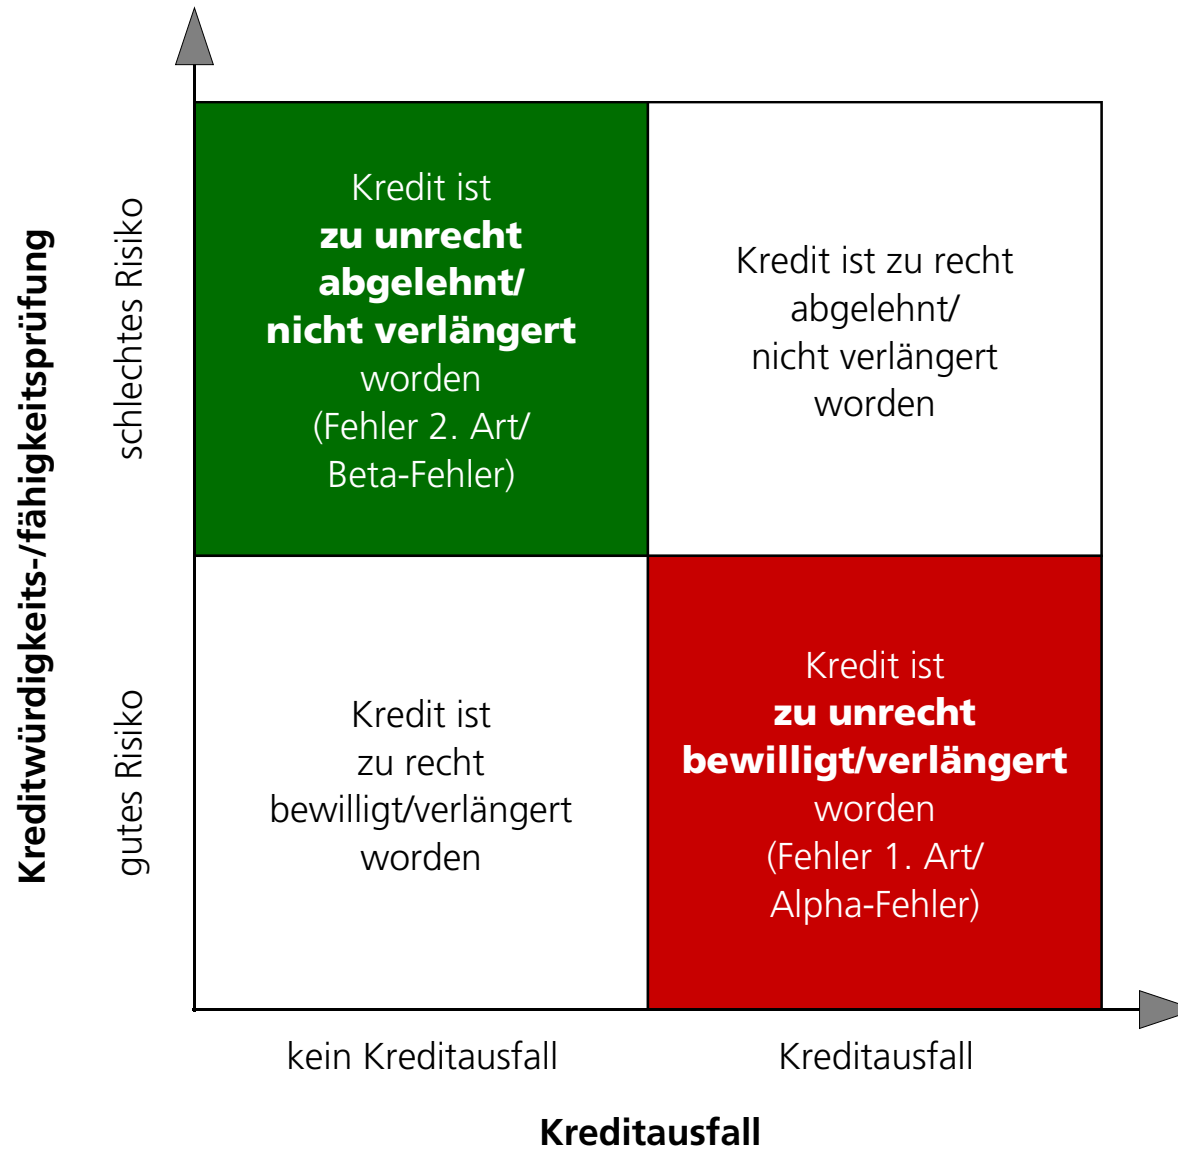 Kreditwürdigkeits-/fähigkeitsprüfung
schlechtes Risiko
gutes Risiko
Kredit ist
zu unrecht
abgelehnt/
nicht verlängert
worden
(Fehler 2. Art/
Beta-Fehler)
Kredit ist zu recht
abgelehnt/
nicht verlängert
worden
Kredit ist
zu recht
bewilligt/verlängert
worden
Kredit ist
zu unrecht
bewilligt/verlängert
worden
(Fehler 1. Art/
Alpha-Fehler)
kein Kreditausfall
Kreditausfall
Kreditausfall